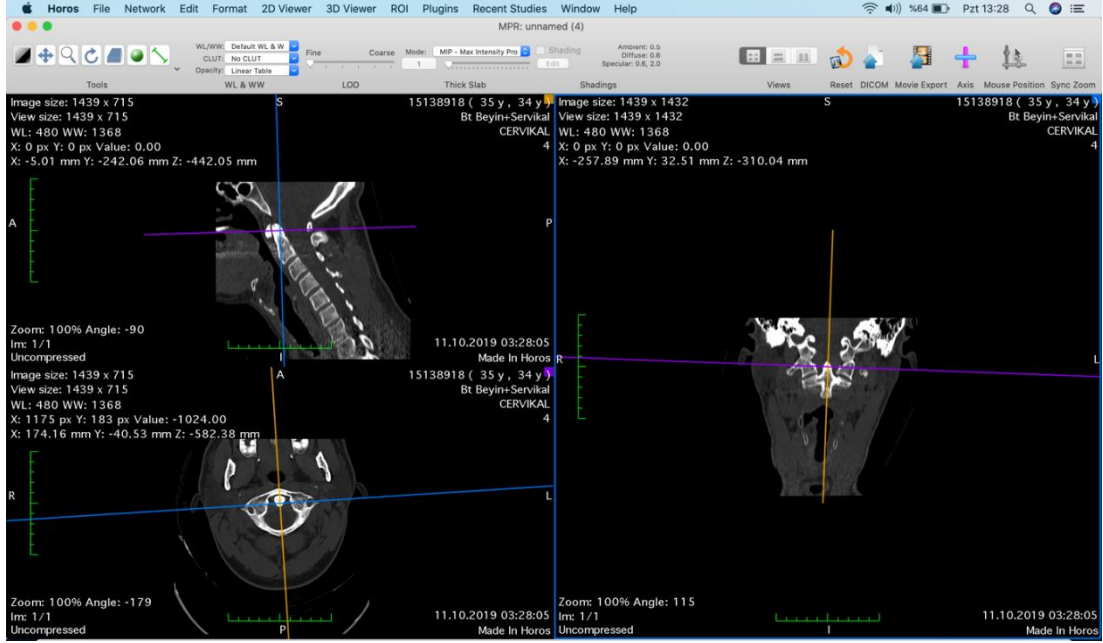 Horos File Network Edit Format 2D Viewer 3D Viewer ROI Plugins Recent Studies Window Help %64 Pzt 13:28
MPR: unnamed (4)
WL/WW: Default WL & W
CLUT: No CLUT
Opacity: Linear Table
Fine Coarse
Mode: MIP - Max Intensity Pro
1
Shading
Edit
Ambient: 0.5
Diffuse: 0.6
Specular: 0.6, 2.0
Tools WL & WW LOD Thick Slab Shadings Views Reset DICOM Movie Export Axis Mouse Position Sync Zoom
Image size: 1439 x 715
View size: 1439 x 715
WL: 480 WW: 1368
X: 0 px Y: 0 px Value: 0.00
X: -5.01 mm Y: -242.06 mm Z: -442.05 mm
S
15138918 ( 35 y , 34 y )
Bt Beyin+Servikal
CERVIKAL
4
A
P
Zoom: 100% Angle: -90
Im: 1/1
Uncompressed
I
11.10.2019 03:28:05
Made In Horos
Image size: 1439 x 715
View size: 1439 x 715
WL: 480 WW: 1368
X: 1175 px Y: 183 px Value: -1024.00
X: 174.16 mm Y: -40.53 mm Z: -582.38 mm
A
15138918 ( 35 y , 34 y )
Bt Beyin+Servikal
CERVIKAL
4
R
L
Zoom: 100% Angle: -179
Im: 1/1
Uncompressed
P
11.10.2019 03:28:05
Made In Horos
Image size: 1439 x 1432
View size: 1439 x 1432
WL: 480 WW: 1368
X: 0 px Y: 0 px Value: 0.00
X: -257.89 mm Y: 32.51 mm Z: -310.04 mm
S
15138918 ( 35 y , 34 y )
Bt Beyin+Servikal
CERVIKAL
4
R
L
Zoom: 100% Angle: 115
Im: 1/1
Uncompressed
I
11.10.2019 03:28:05
Made In Horos